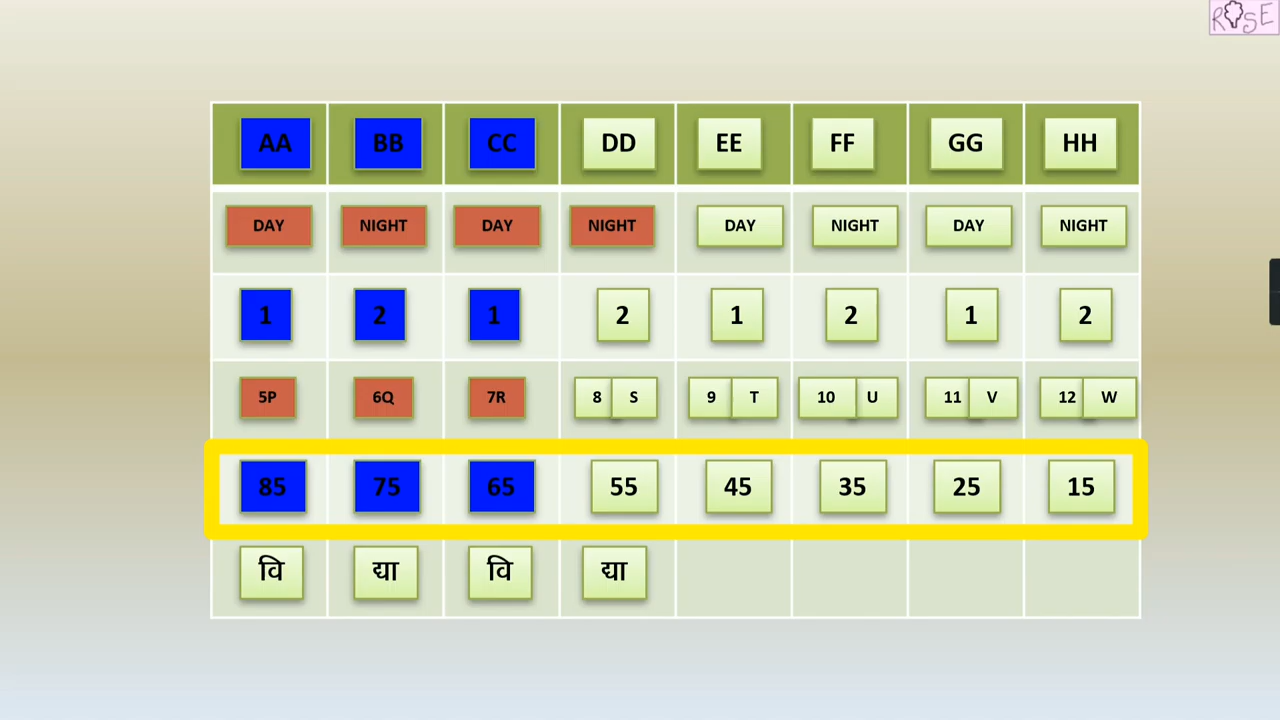 ROSE
AA BB CC DD EE FF GG HH
DAY NIGHT DAY NIGHT DAY NIGHT DAY NIGHT
1 2 1 2 1 2 1 2
5P 6Q 7R 8 S 9 T 10 U 11 V 12 W
85 75 65 55 45 35 25 15
वि द्या वि द्या